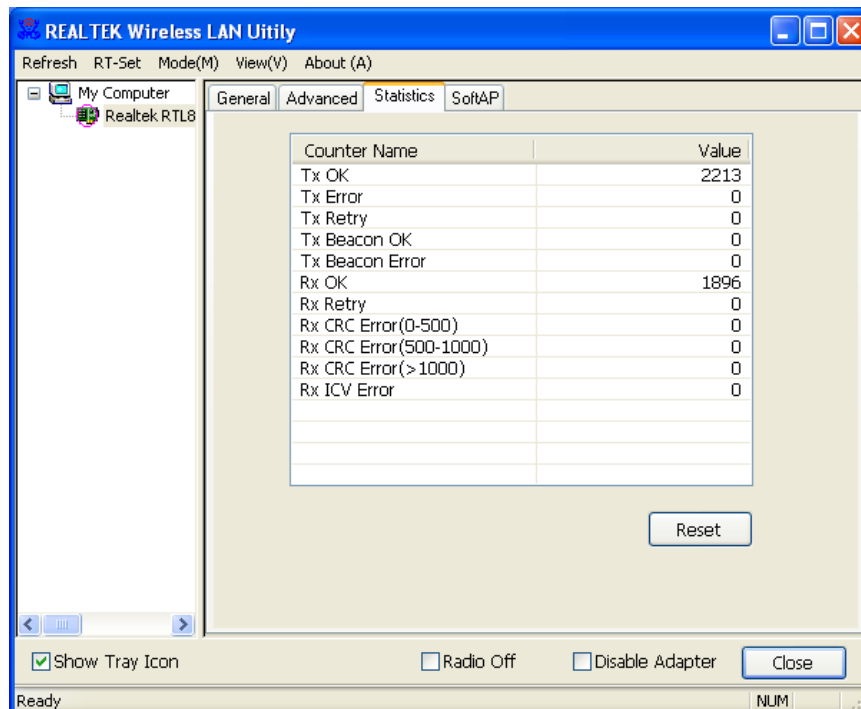 REALTEK Wireless LAN Uitily
Refresh RT-Set Mode(M) View(V) About (A)
My Computer
Realtek RTL8
General Advanced Statistics SoftAP
Counter Name Value
Tx OK 2213
Tx Error 0
Tx Retry 0
Tx Beacon OK 0
Tx Beacon Error 0
Rx OK 1896
Rx Retry 0
Rx CRC Error(0-500) 0
Rx CRC Error(500-1000) 0
Rx CRC Error(>1000) 0
Rx ICV Error 0
Reset
Show Tray Icon Radio Off Disable Adapter Close
Ready NUM